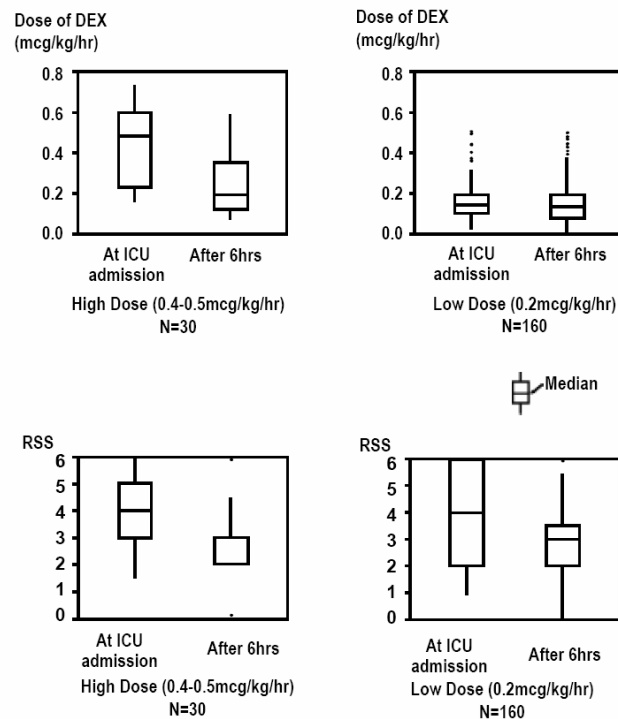 Dose of DEX
(mcg/kg/hr)
0.8
0.6
0.4
0.2
0.0
At ICU
admission
After 6hrs
High Dose (0.4-0.5mcg/kg/hr)
N=30
Dose of DEX
(mcg/kg/hr)
0.8
0.6
0.4
0.2
0.0
At ICU
admission
After 6hrs
Low Dose (0.2mcg/kg/hr)
N=160
Median
RSS
6
5
4
3
2
1
0
At ICU
admission
After 6hrs
High Dose (0.4-0.5mcg/kg/hr)
N=30
RSS
6
5
4
3
2
1
0
At ICU
admission
After 6hrs
Low Dose (0.2mcg/kg/hr)
N=160